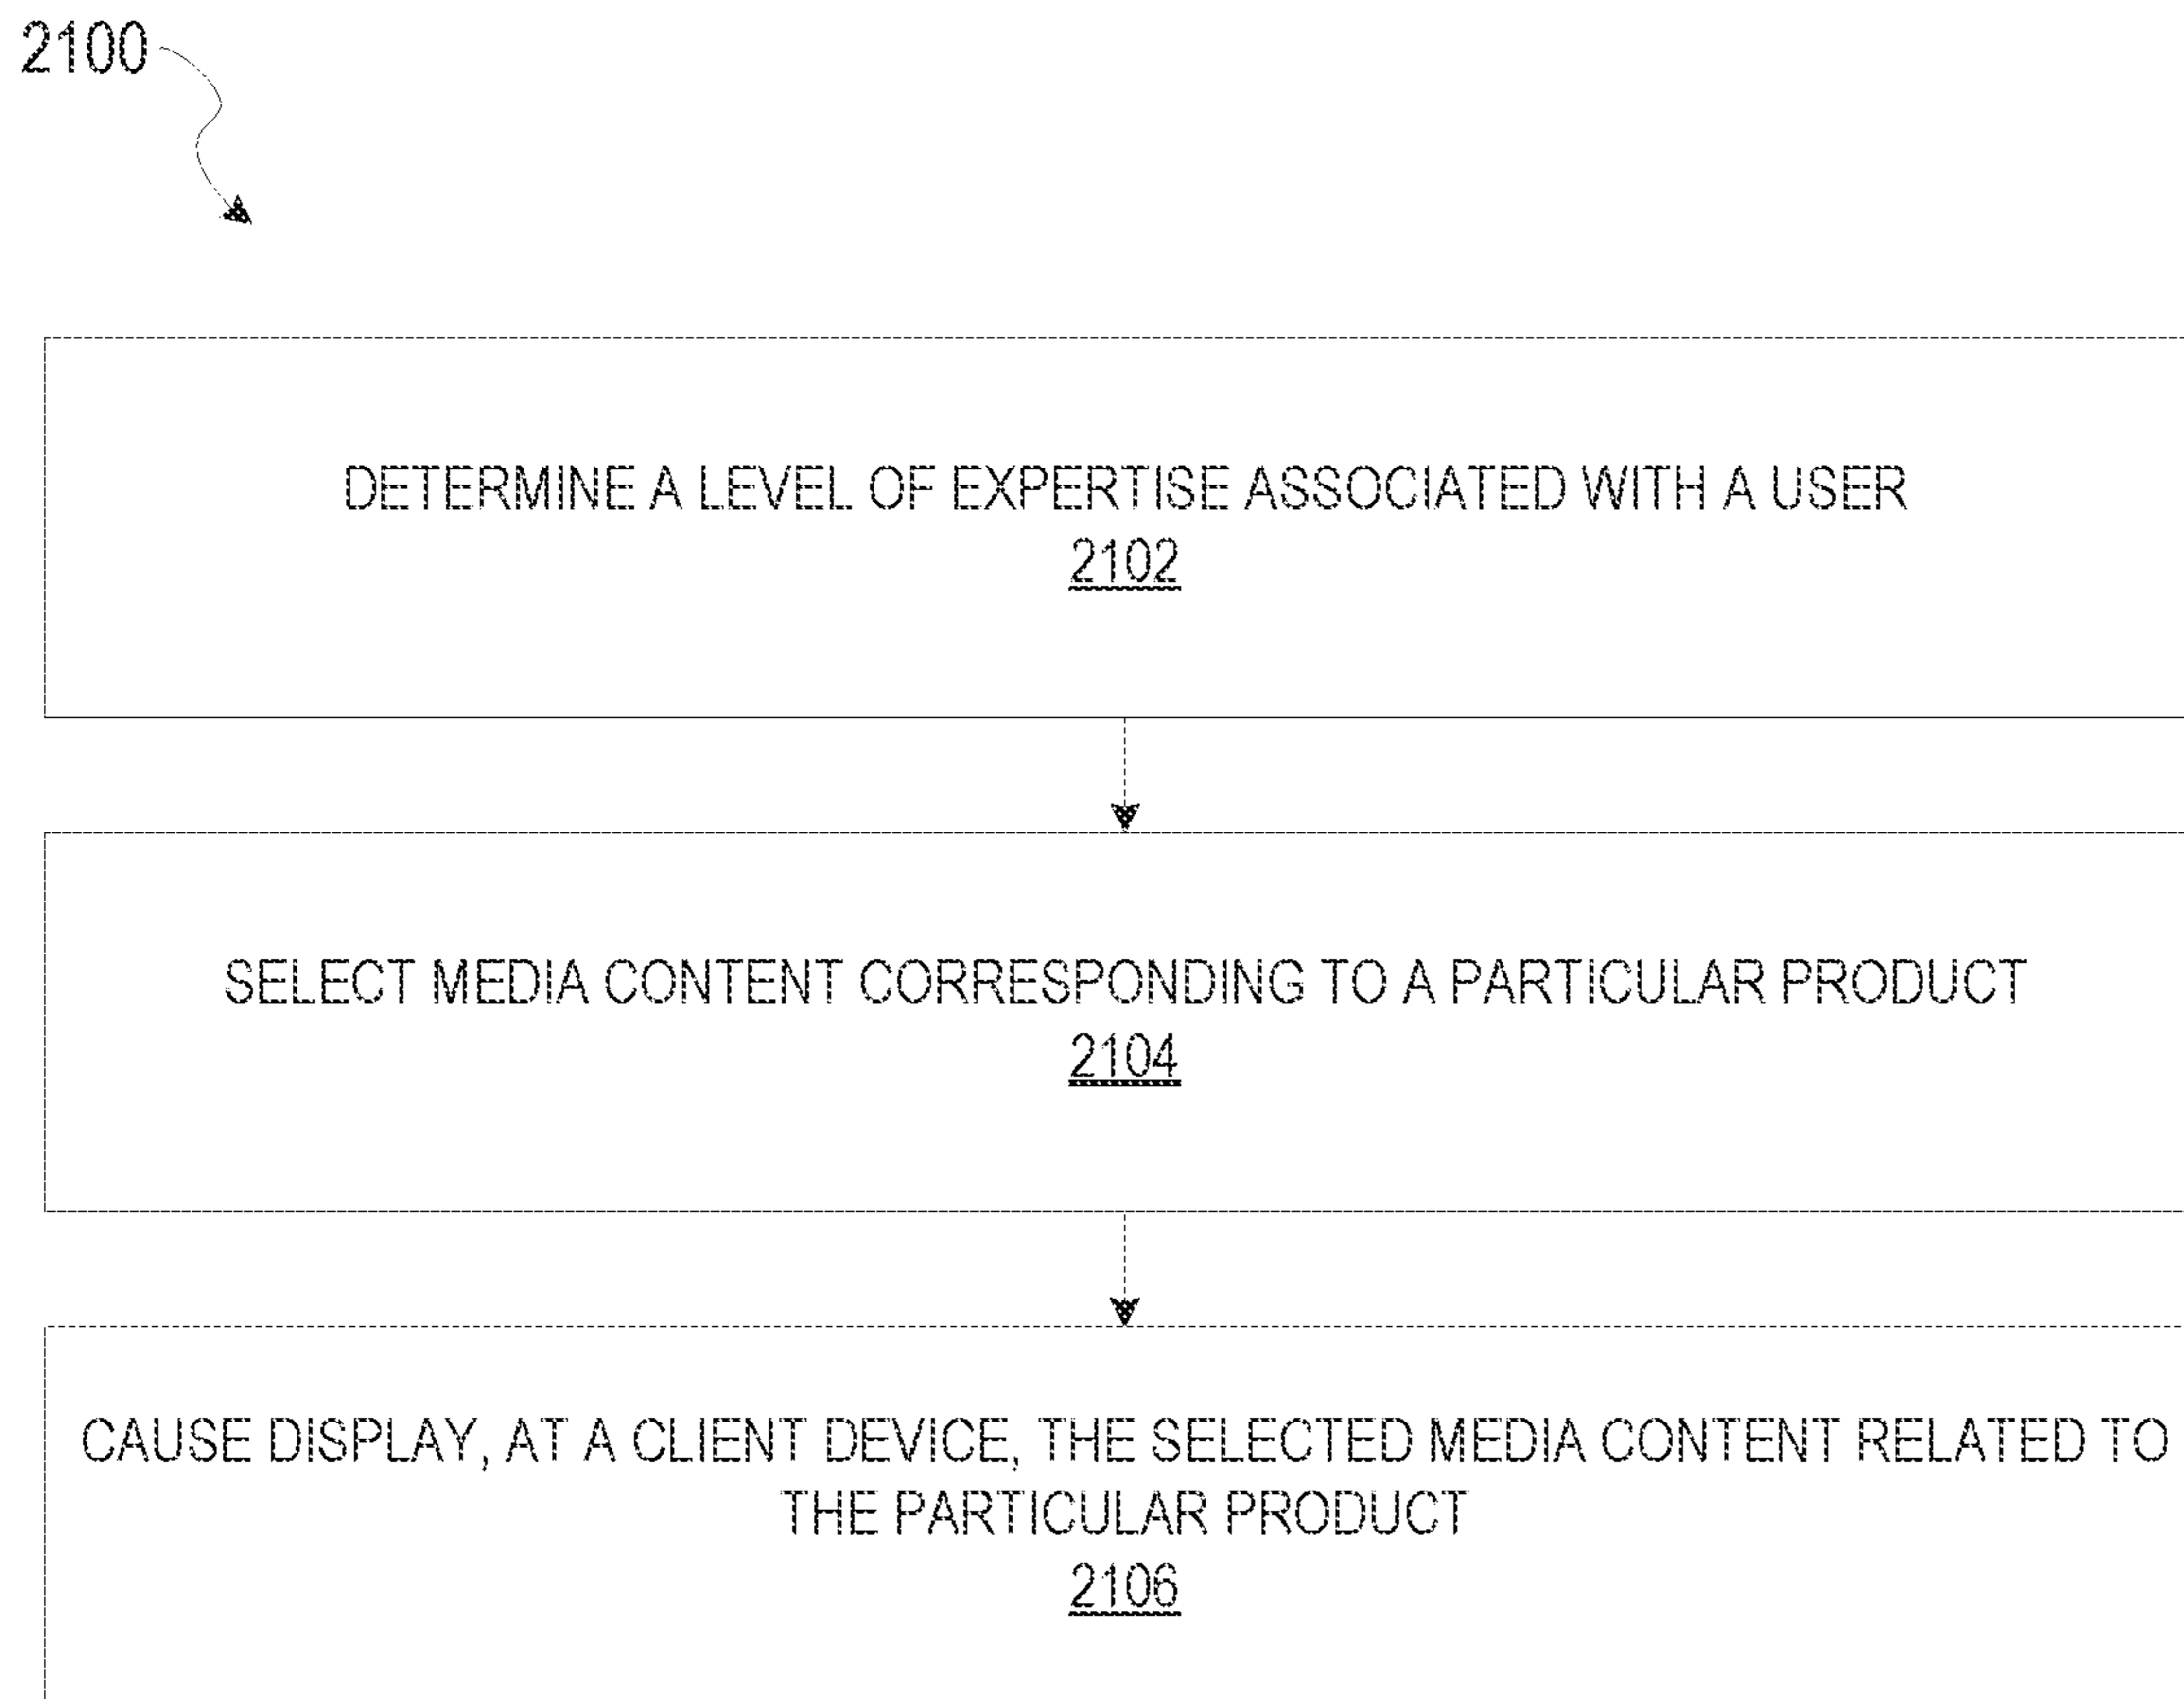 2100
DETERMINE A LEVEL OF EXPERTISE ASSOCIATED WITH A USER
2102
SELECT MEDIA CONTENT CORRESPONDING TO A PARTICULAR PRODUCT
2104
CAUSE DISPLAY, AT A CLIENT DEVICE, THE SELECTED MEDIA CONTENT RELATED TO
THE PARTICULAR PRODUCT
2106